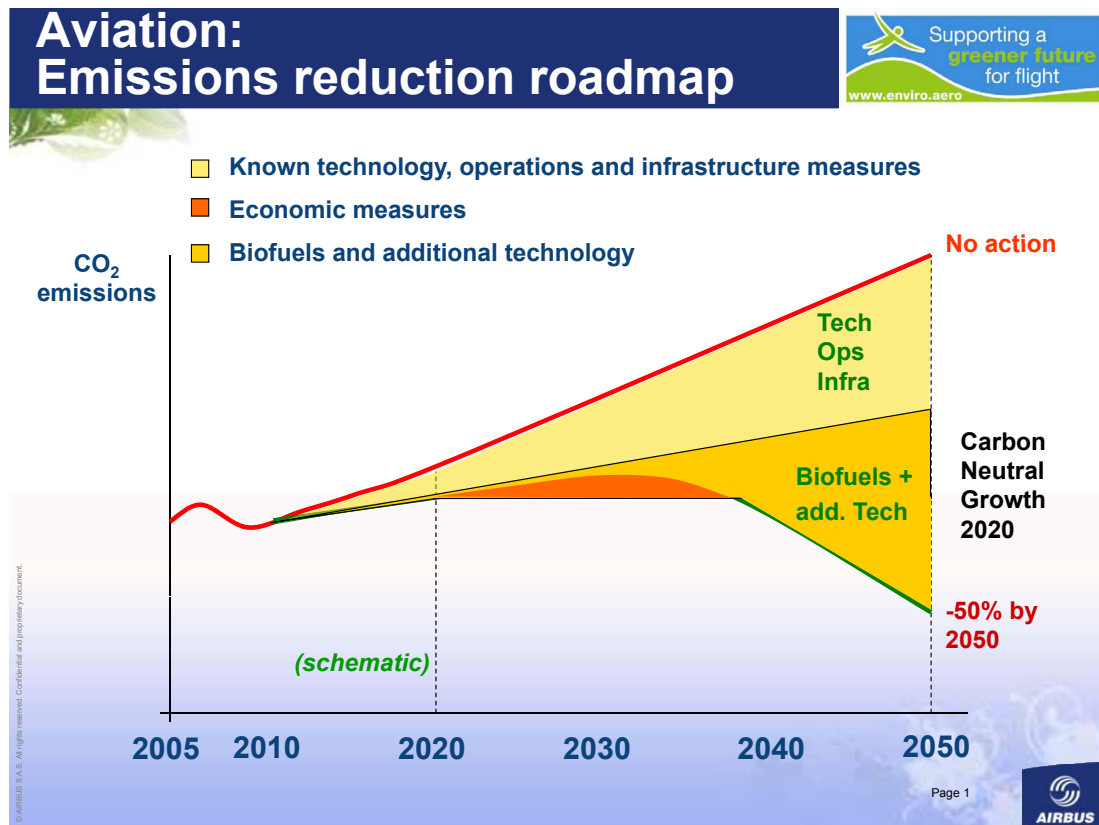 Aviation:
Emissions reduction roadmap
Supporting a
greener future
for flight
www.enviro.aero
Known technology, operations and infrastructure measures
Economic measures
Biofuels and additional technology
CO₂
emissions
No action
Tech
Ops
Infra
Carbon
Neutral
Growth
2020
Biofuels +
add. Tech
-50% by
2050
(schematic)
2005 2010 2020 2030 2040 2050
Page 1
© AIRBUS S.A.S. All rights reserved. Confidential and proprietary document.
AIRBUS